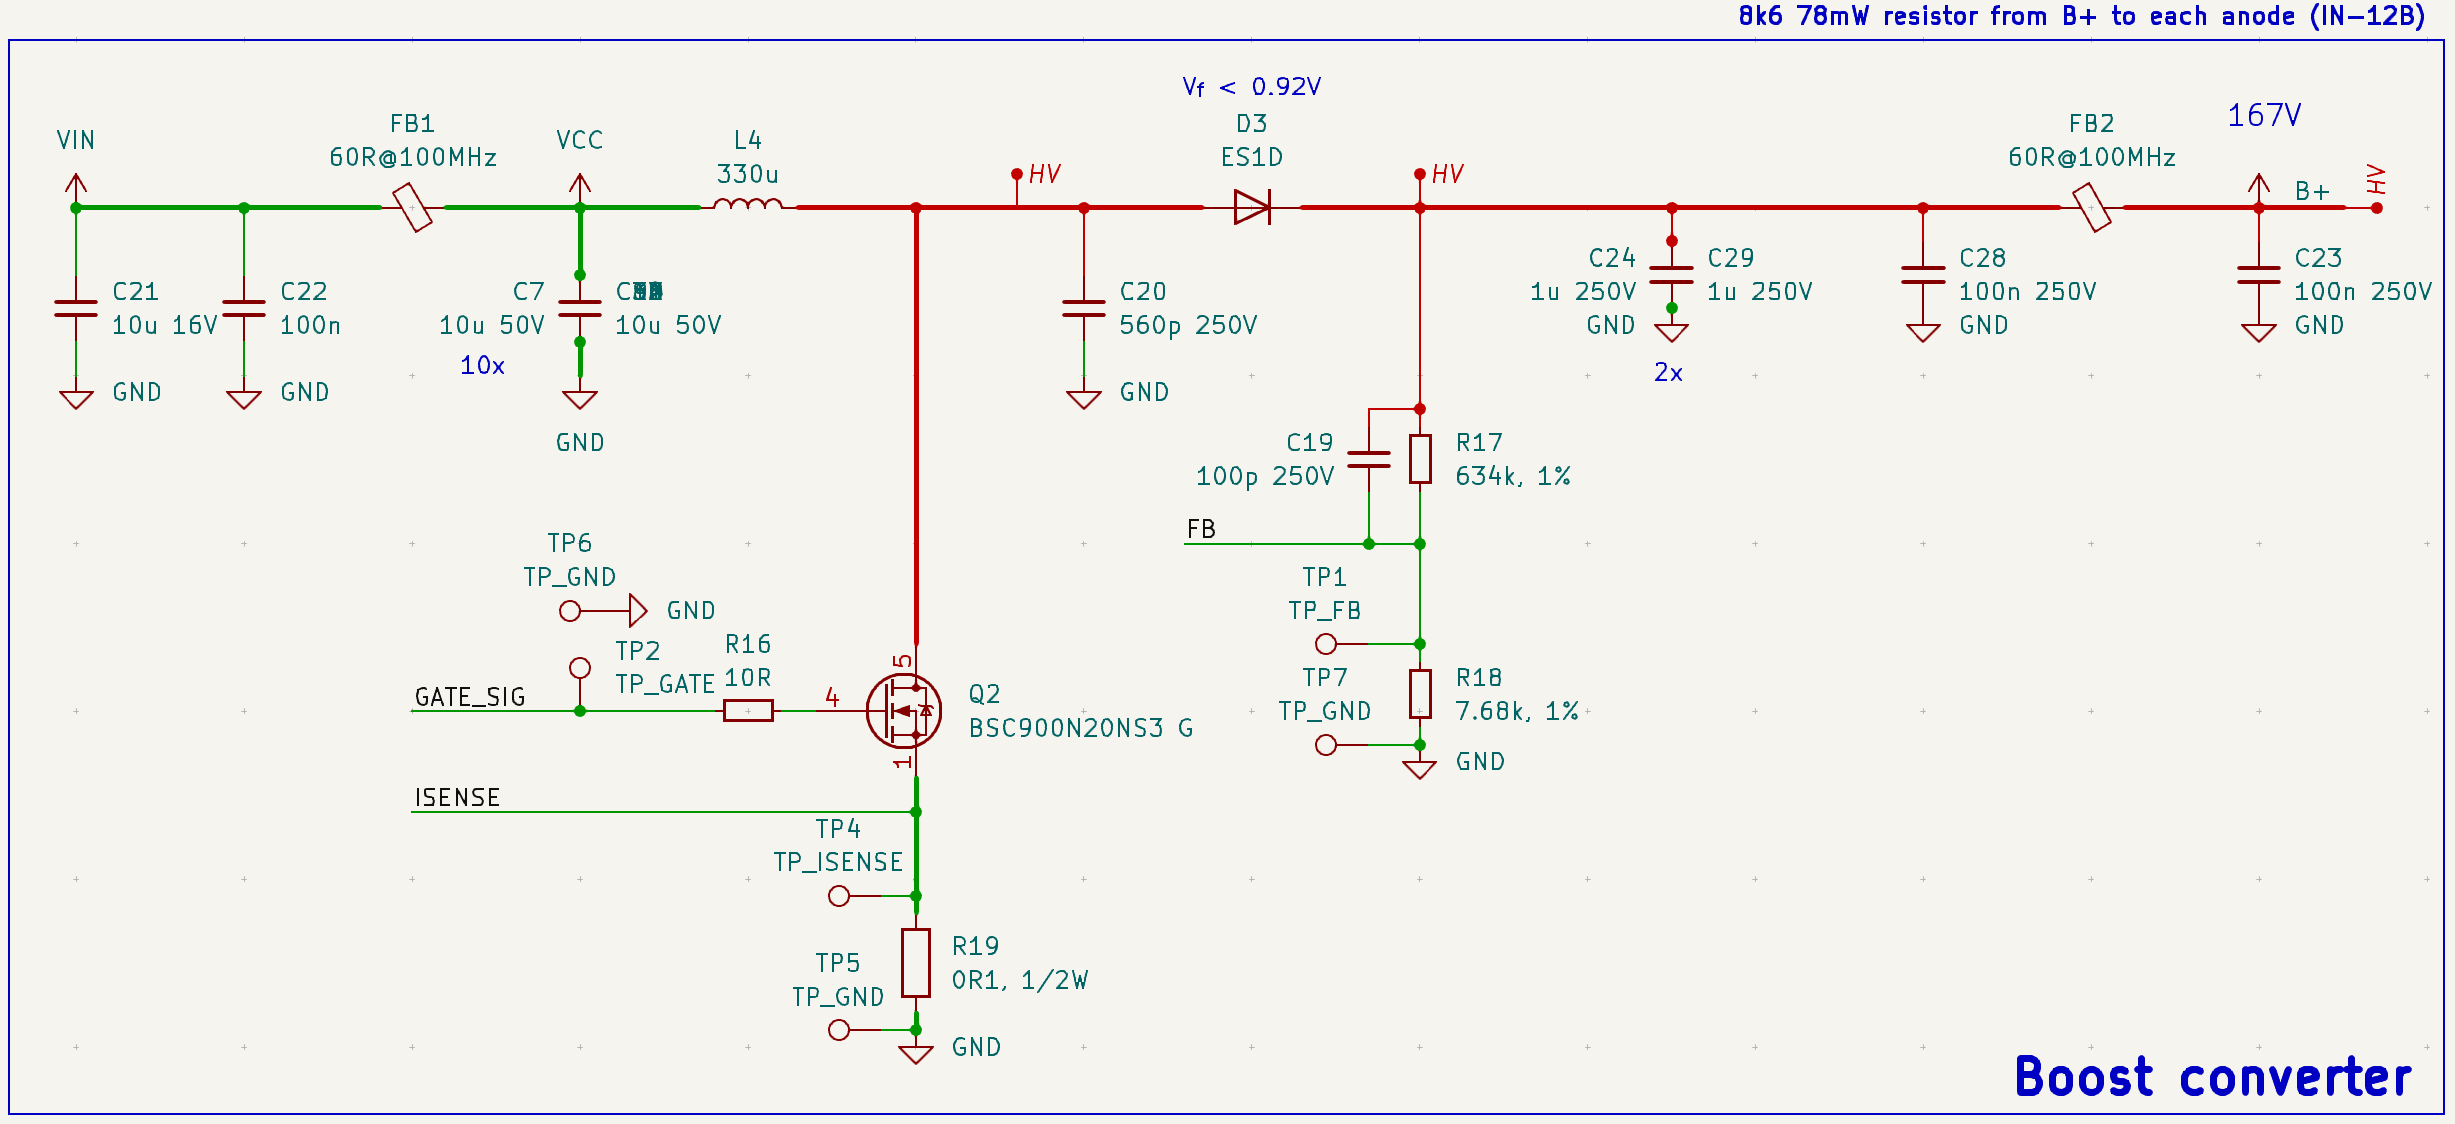 8k6 78mW resistor from B+ to each anode (IN-12B)
Vf < 0.92V
VIN
FB1
60R@100MHz
VCC
L4
330u
HV
D3
ES1D
HV
FB2
60R@100MHz
167V
B+
HV
C21
10u 16V
GND
C22
100n
GND
C7
10u 50V
10x
10u 50V
GND
C20
560p 250V
GND
C24
1u 250V
GND
C29
1u 250V
2x
C28
100n 250V
GND
C23
100n 250V
GND
C19
100p 250V
R17
634k, 1%
FB
TP6
TP_GND
GND
TP2
TP_GATE
R16
10R
GATE_SIG
4
5
1
Q2
BSC900N20NS3 G
TP1
TP_FB
TP7
TP_GND
R18
7.68k, 1%
GND
ISENSE
TP4
TP_ISENSE
TP5
TP_GND
R19
0R1, 1/2W
GND
Boost converter